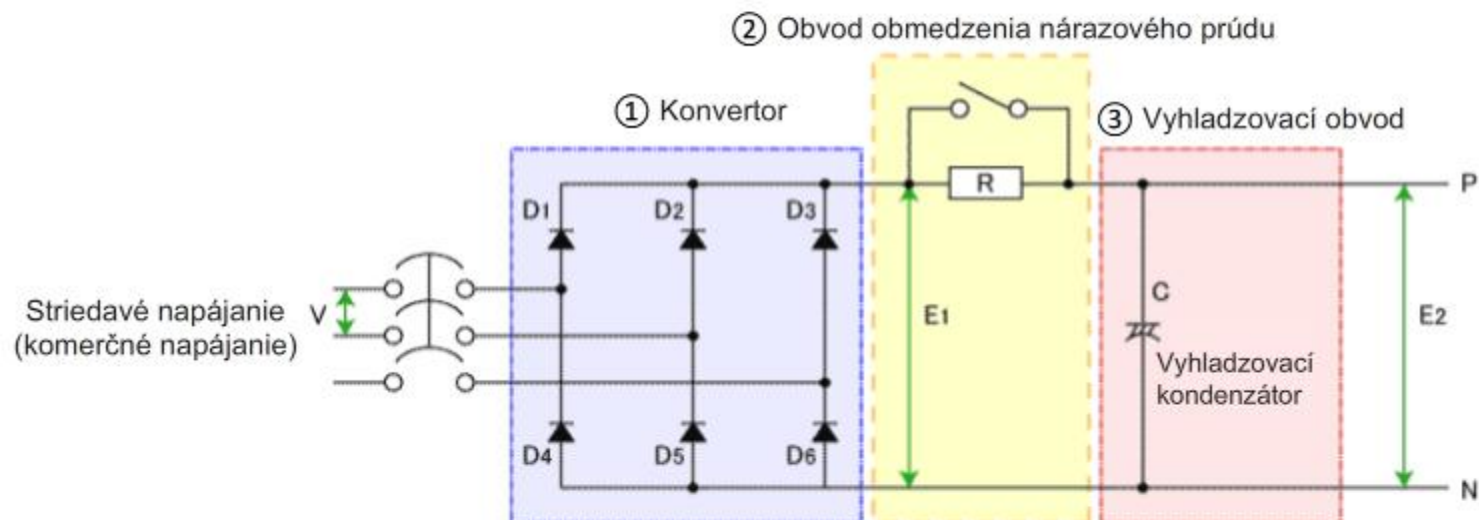 ② Obvod obmedzenia nárazového prúdu
① Konvertor
③ Vyhladzovací obvod
R
P
D1
D2
D3
Striedavé napájanie
(komerčné napájanie)
V
E1
C
E2
Vyhladzovací
kondenzátor
D4
D5
D6
N